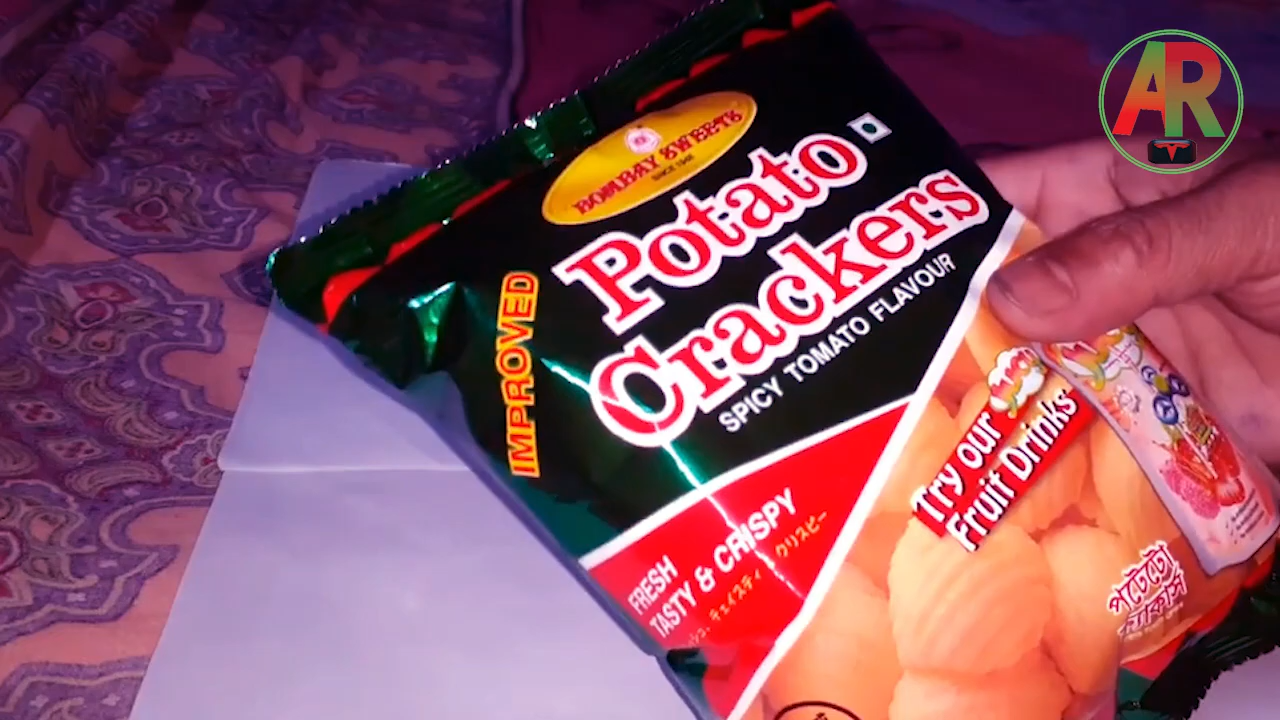 AR
BOMBAY SWEETS
SINCE 1948
Potato
Crackers
SPICY TOMATO FLAVOUR
IMPROVED
FRESH
TASTY & CRISPY
クリスピー
Try our
Fruit Drinks
পটেটো
ক্র্যাকার্স